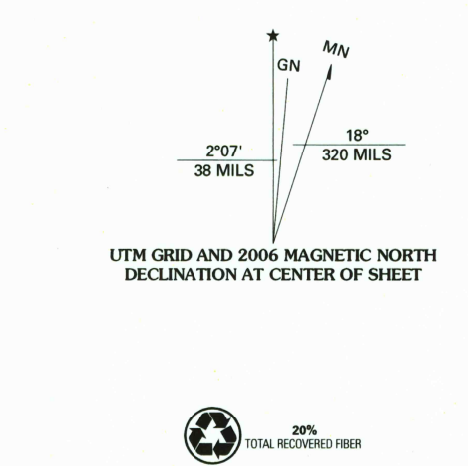 MN
GN
2°07'
38 MILS
18°
320 MILS
UTM GRID AND 2006 MAGNETIC NORTH
DECLINATION AT CENTER OF SHEET
20%
TOTAL RECOVERED FIBER